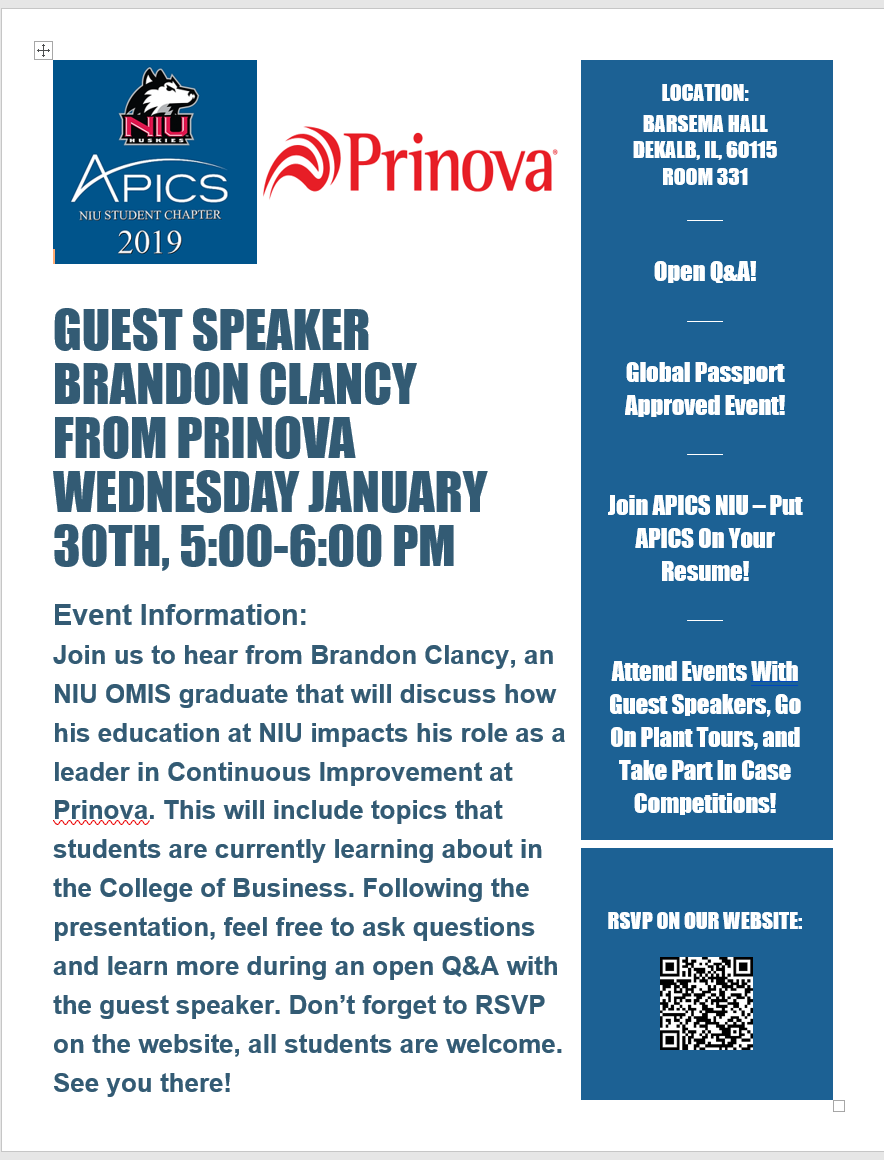 NIU
HUSKIES
APICS
NIU STUDENT CHAPTER
2019
Prinova
GUEST SPEAKER
BRANDON CLANCY
FROM PRINOVA
WEDNESDAY JANUARY
30TH, 5:00-6:00 PM
Event Information:
Join us to hear from Brandon Clancy, an
NIU OMIS graduate that will discuss how
his education at NIU impacts his role as a
leader in Continuous Improvement at
Prinova. This will include topics that
students are currently learning about in
the College of Business. Following the
presentation, feel free to ask questions
and learn more during an open Q&A with
the guest speaker. Don’t forget to RSVP
on the website, all students are welcome.
See you there!
LOCATION:
BARSEMA HALL
DEKALB, IL, 60115
ROOM 331
Open Q&A!
Global Passport
Approved Event!
Join APICS NIU – Put
APICS On Your
Resume!
Attend Events With
Guest Speakers, Go
On Plant Tours, and
Take Part In Case
Competitions!
RSVP ON OUR WEBSITE: